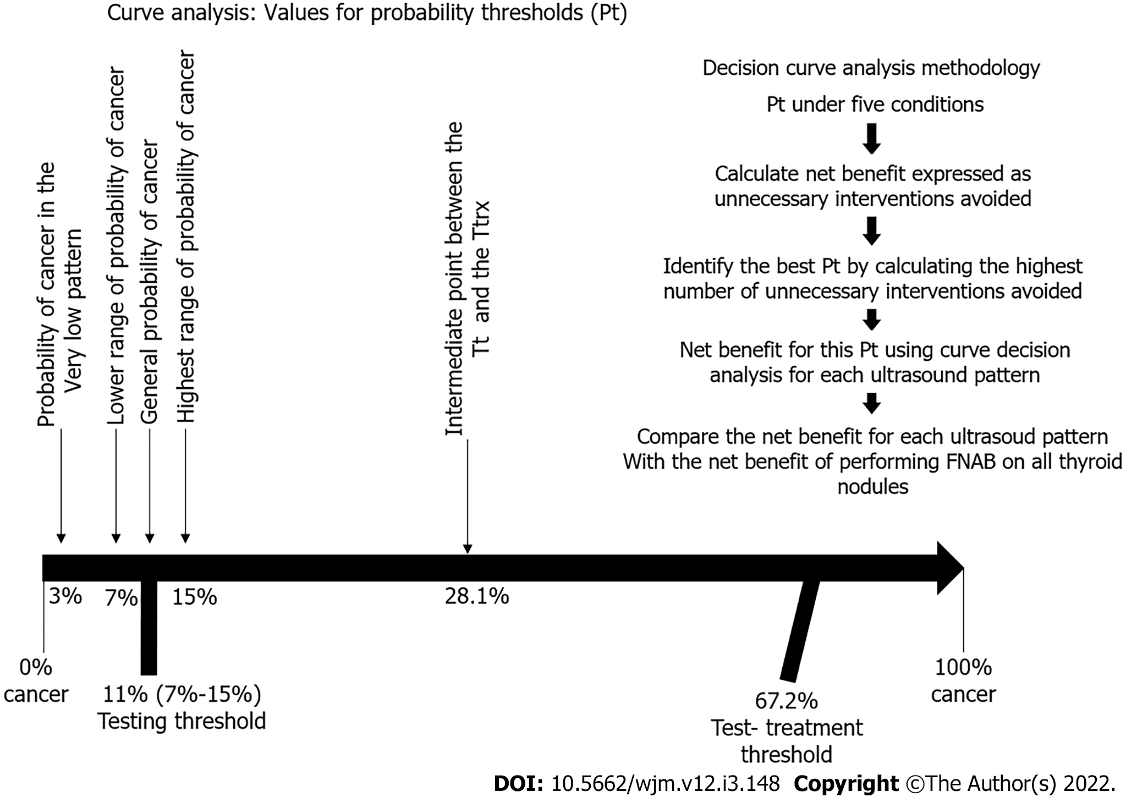 Curve analysis: Values for probability thresholds (Pt)
Probability of cancer in the
Very low pattern
Lower range of probability of cancer
General probability of cancer
Highest range of probability of cancer
Intermediate point between the
Tt and the Ttrx
Decision curve analysis methodology
Pt under five conditions
Calculate net benefit expressed as
unnecessary interventions avoided
Identify the best Pt by calculating the highest
number of unnecessary interventions avoided
Net benefit for this Pt using curve decision
analysis for each ultrasound pattern
Compare the net benefit for each ultrasoud pattern
With the net benefit of performing FNAB on all thyroid
nodules
3%
7%
15%
28.1%
0%
cancer
11% (7%-15%)
Testing threshold
67.2%
Test- treatment
threshold
100%
cancer
DOI: 10.5662/wjm.v12.i3.148 Copyright ©The Author(s) 2022.